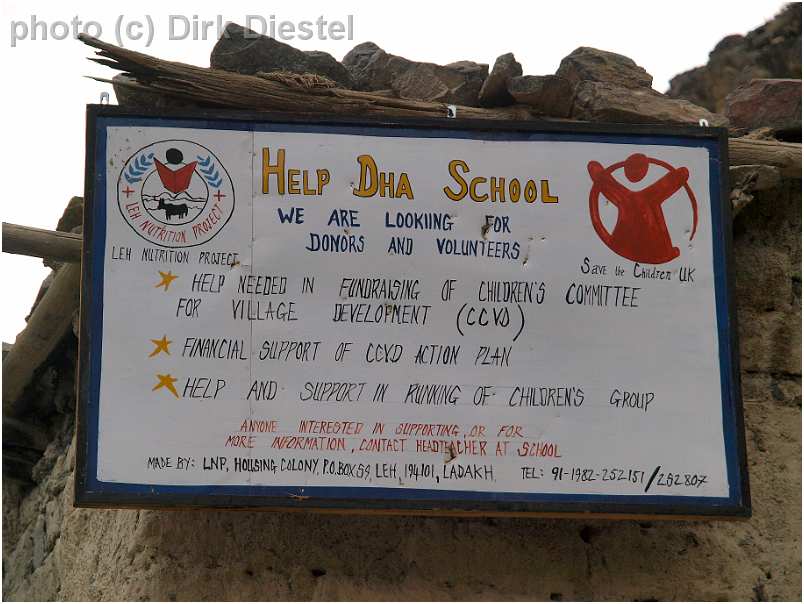 photo (c) Dirk Diestel
HELP DHA SCHOOL
WE ARE LOOKIING FOR
DONORS AND VOLUNTEERS
LEH NUTRITION PROJECT
LEH NUTRITION PROJECT
SAVE THE CHILDREN UK
HELP NEEDED IN FUNDRAISING OF CHILDREN'S COMMITTEE
FOR VILLAGE DEVELOPMENT (CCVD)
FINANCIAL SUPPORT OF CCVD ACTION PLAN
HELP AND SUPPORT IN RUNNING OF CHILDREN'S GROUP
ANYONE INTERESTED IN SUPPORTING, OR FOR
MORE INFORMATION, CONTACT HEADTEACHER AT SCHOOL
MADE BY: LNP, HOUSING COLONY, P.O.BOX 59, LEH, 194101, LADAKH. TEL: 91-1982-252151/252807